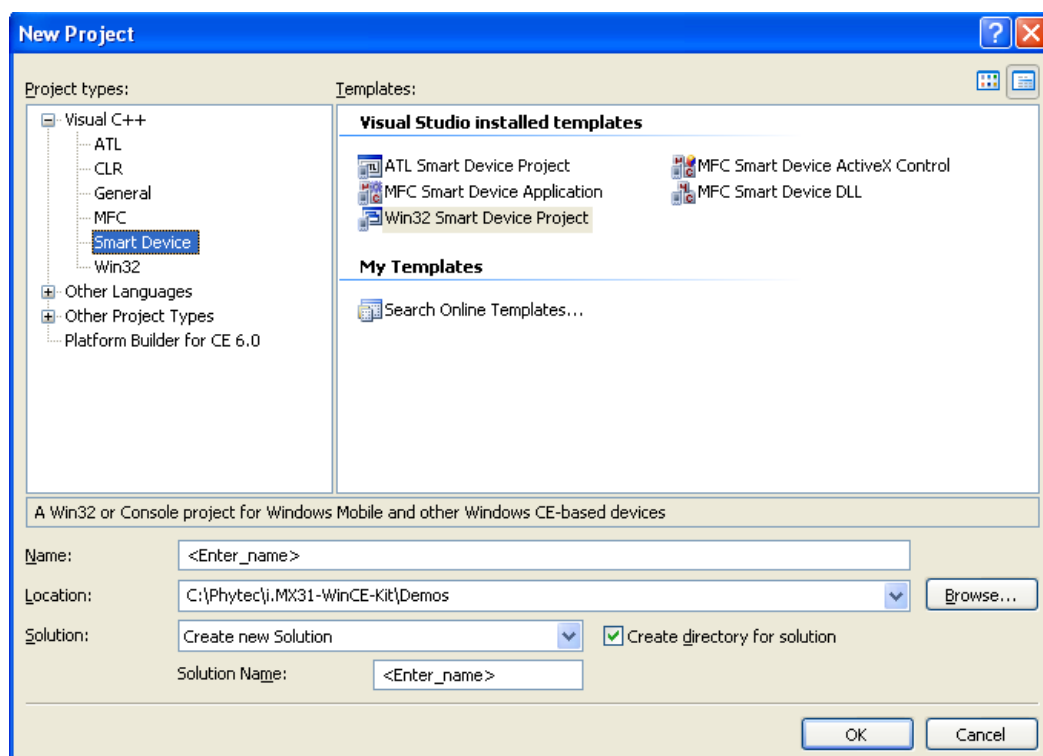 New Project
Project types:
Templates:
Visual C++
ATL
CLR
General
MFC
Smart Device
Win32
Other Languages
Other Project Types
Platform Builder for CE 6.0
Visual Studio installed templates
ATL Smart Device Project
MFC Smart Device ActiveX Control
MFC Smart Device Application
MFC Smart Device DLL
Win32 Smart Device Project
My Templates
Search Online Templates...
A Win32 or Console project for Windows Mobile and other Windows CE-based devices
Name:
<Enter_name>
Location:
C:\Phytec\i.MX31-WinCE-Kit\Demos
Browse...
Solution:
Create new Solution
Create directory for solution
Solution Name:
<Enter_name>
OK
Cancel